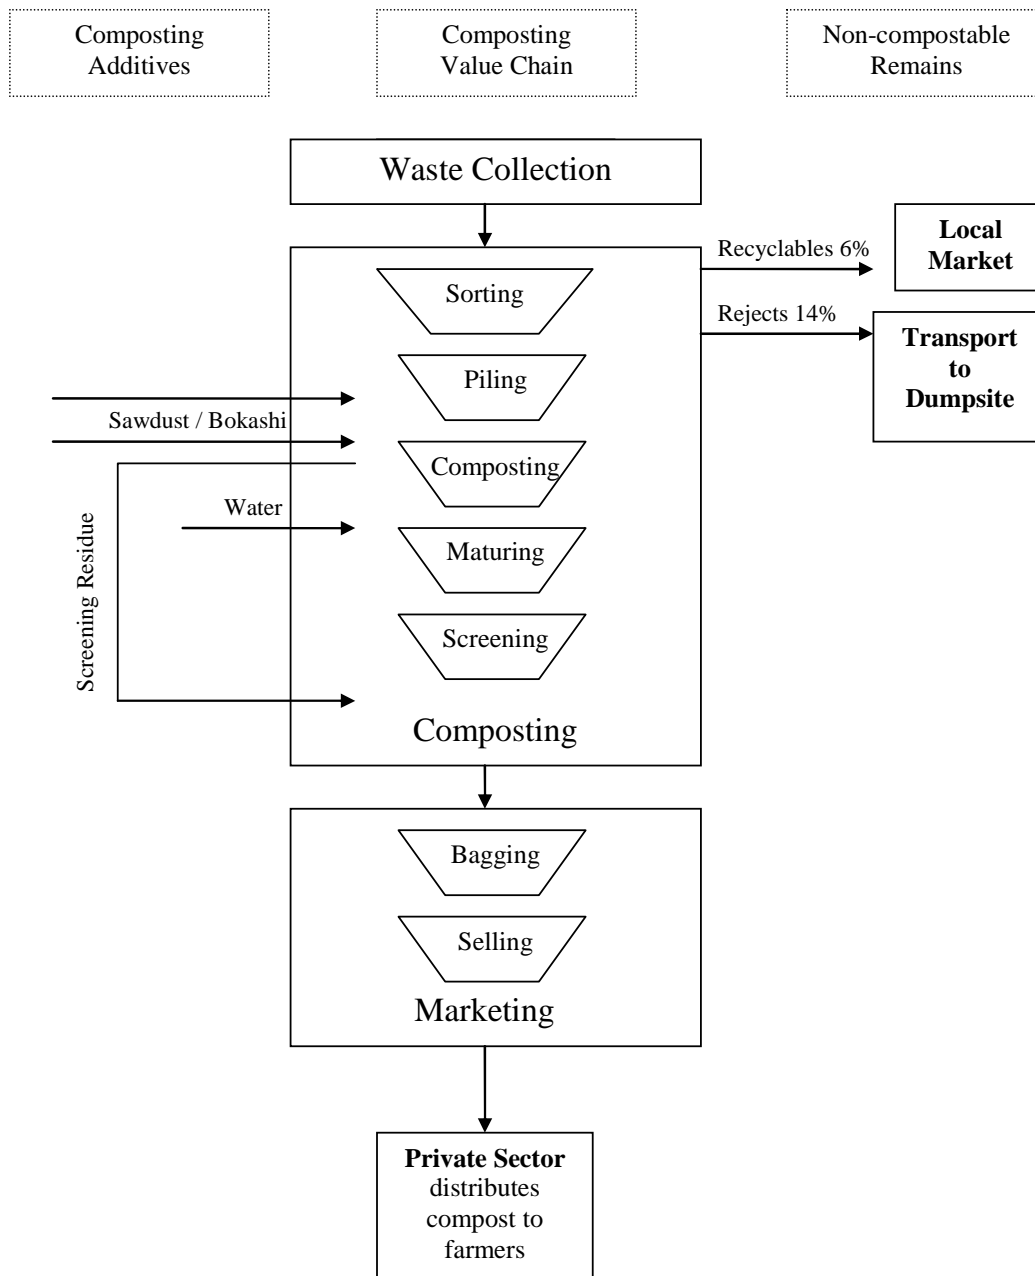 Composting
Additives
Composting
Value Chain
Non-compostable
Remains
Waste Collection
Recyclables 6%
Local
Market
Sorting
Rejects 14%
Transport
to
Dumpsite
Piling
Sawdust / Bokashi
Composting
Water
Maturing
Screening Residue
Screening
Composting
Bagging
Selling
Marketing
Private Sector
distributes
compost to
farmers